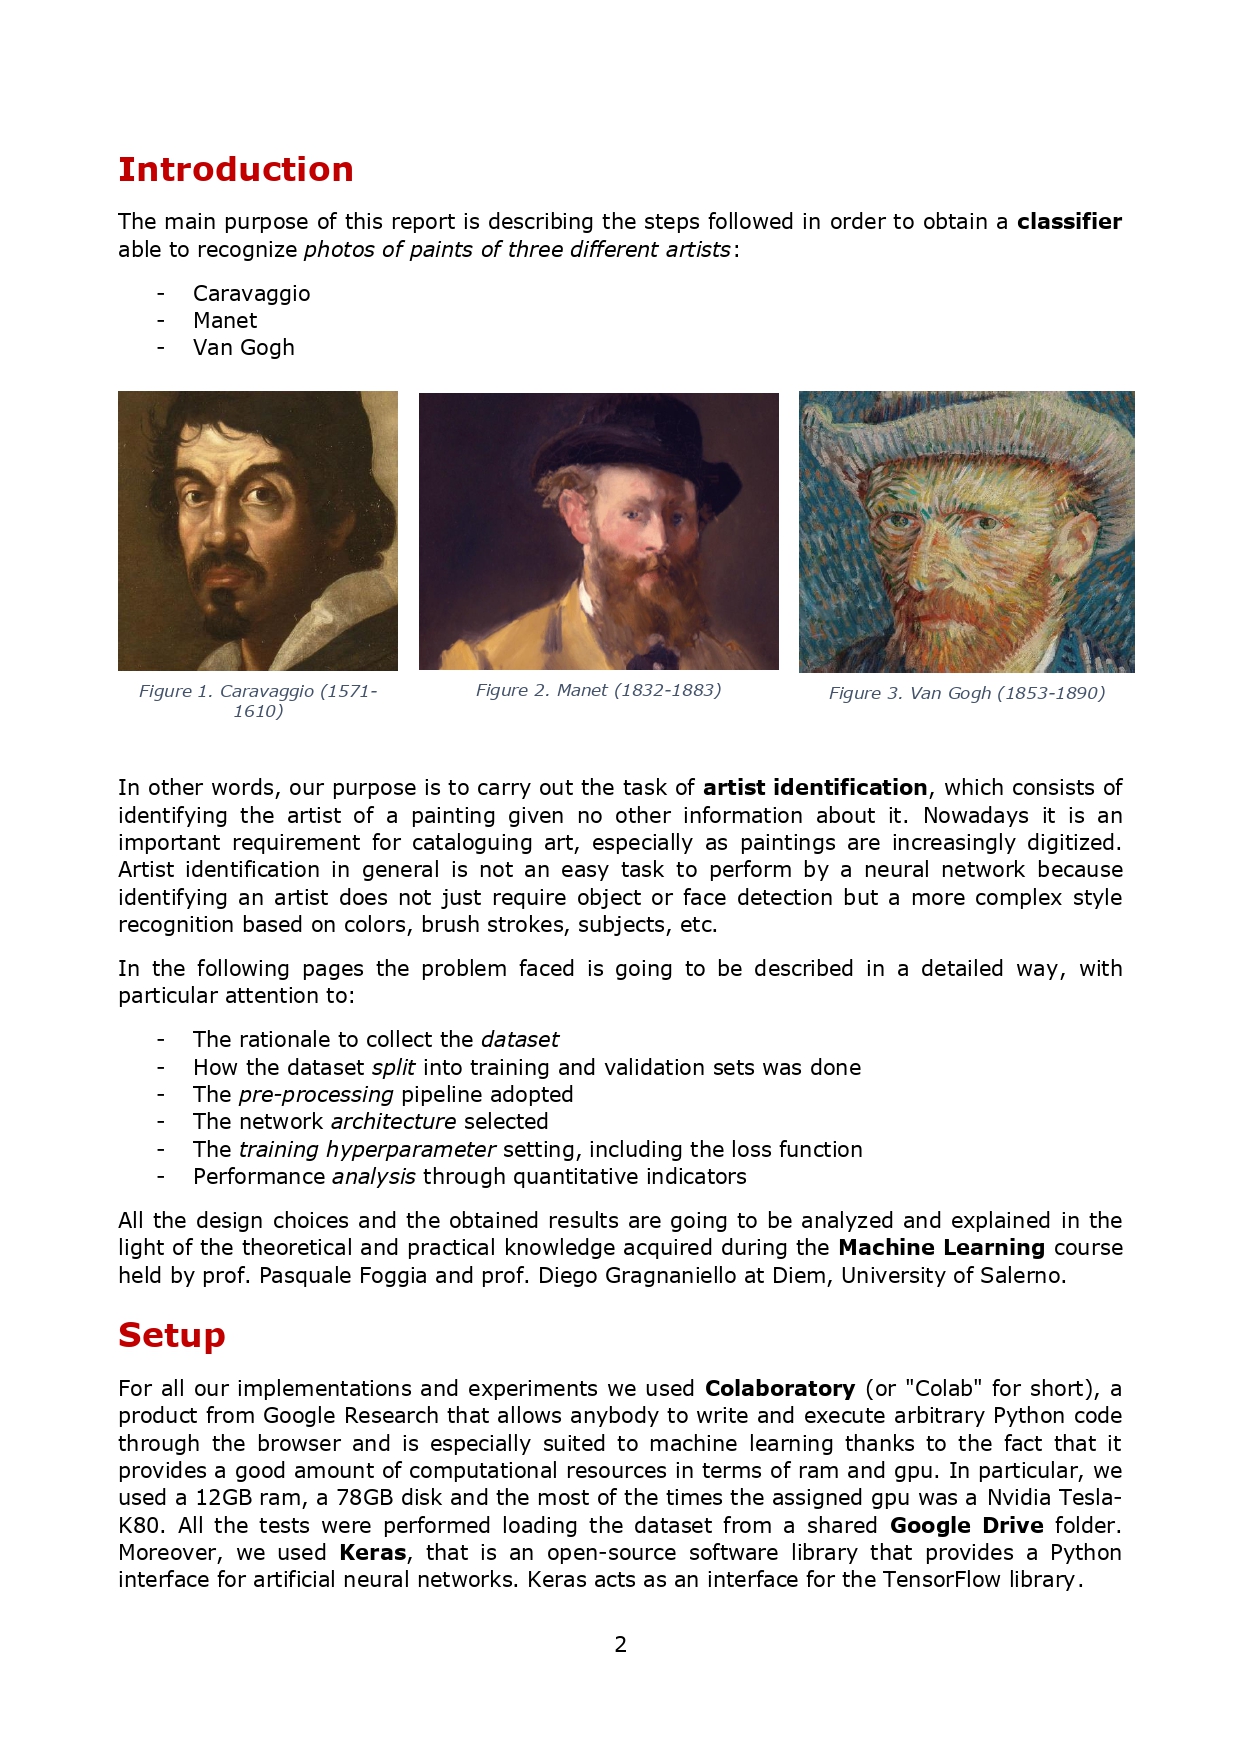 Introduction
The main purpose of this report is describing the steps followed in order to obtain a classifier
able to recognize photos of paints of three different artists:
- Caravaggio
- Manet
- Van Gogh
Figure 1. Caravaggio (1571-
1610)
Figure 2. Manet (1832-1883)
Figure 3. Van Gogh (1853-1890)
In other words, our purpose is to carry out the task of artist identification, which consists of
identifying the artist of a painting given no other information about it. Nowadays it is an
important requirement for cataloguing art, especially as paintings are increasingly digitized.
Artist identification in general is not an easy task to perform by a neural network because
identifying an artist does not just require object or face detection but a more complex style
recognition based on colors, brush strokes, subjects, etc.
In the following pages the problem faced is going to be described in a detailed way, with
particular attention to:
- The rationale to collect the dataset
- How the dataset split into training and validation sets was done
- The pre-processing pipeline adopted
- The network architecture selected
- The training hyperparameter setting, including the loss function
- Performance analysis through quantitative indicators
All the design choices and the obtained results are going to be analyzed and explained in the
light of the theoretical and practical knowledge acquired during the Machine Learning course
held by prof. Pasquale Foggia and prof. Diego Gragnaniello at Diem, University of Salerno.
Setup
For all our implementations and experiments we used Colaboratory (or "Colab" for short), a
product from Google Research that allows anybody to write and execute arbitrary Python code
through the browser and is especially suited to machine learning thanks to the fact that it
provides a good amount of computational resources in terms of ram and gpu. In particular, we
used a 12GB ram, a 78GB disk and the most of the times the assigned gpu was a Nvidia Tesla-
K80. All the tests were performed loading the dataset from a shared Google Drive folder.
Moreover, we used Keras, that is an open-source software library that provides a Python
interface for artificial neural networks. Keras acts as an interface for the TensorFlow library.
2